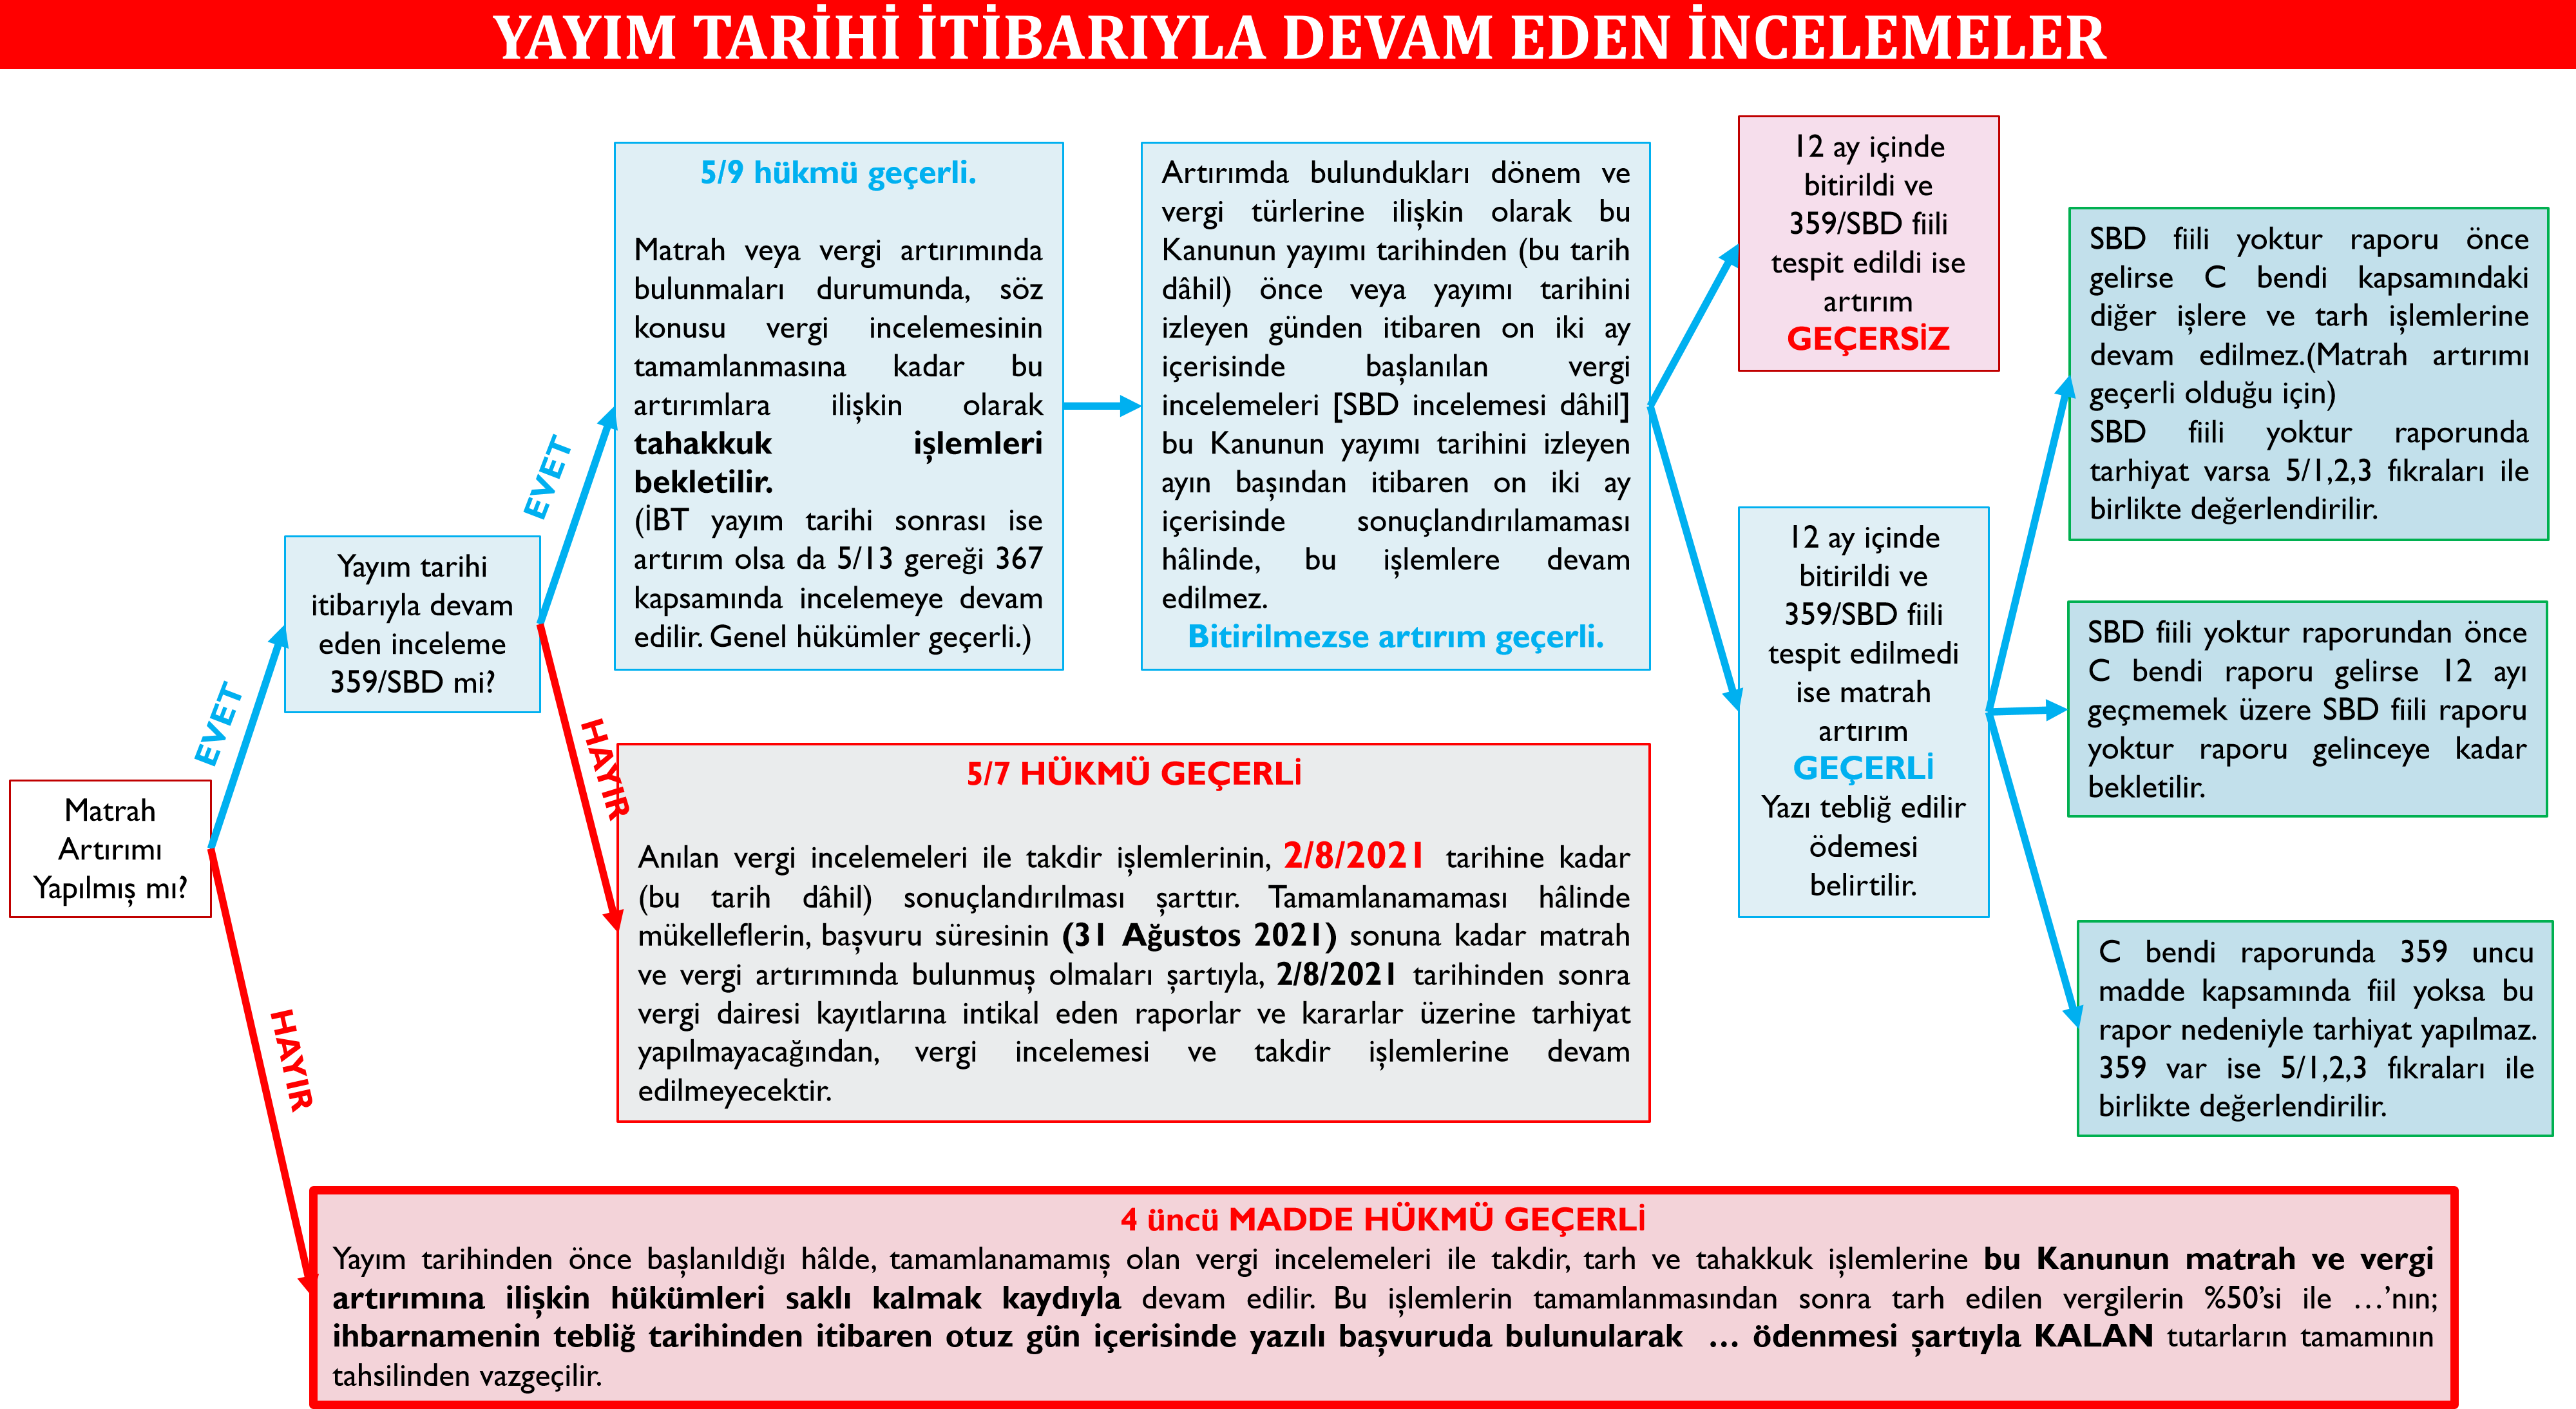 YAYIM TARİHİ İTİBARIYLA DEVAM EDEN İNCELEMELER
Matrah
Artırımı
Yapılmış mı?
EVET
HAYIR
Yayım tarihi
itibarıyla devam
eden inceleme
359/SBD mi?
EVET
HAYIR
5/9 hükmü geçerli.
Matrah veya vergi artırımında
bulunmaları durumunda, söz
konusu vergi incelemesinin
tamamlanmasına kadar bu
artırımlara ilişkin olarak
tahakkuk işlemleri
bekletilir.
(İBT yayım tarihi sonrası ise
artırım olsa da 5/13 gereği 367
kapsamında incelemeye devam
edilir. Genel hükümler geçerli.)
Artırımda bulundukları dönem ve
vergi türlerine ilişkin olarak bu
Kanunun yayımı tarihinden (bu tarih
dâhil) önce veya yayımı tarihini
izleyen günden itibaren on iki ay
içerisinde başlanılan vergi
incelemeleri [SBD incelemesi dâhil]
bu Kanunun yayımı tarihini izleyen
ayın başından itibaren on iki ay
içerisinde sonuçlandırılamaması
hâlinde, bu işlemlere devam
edilmez.
Bitirilmezse artırım geçerli.
12 ay içinde
bitirildi ve
359/SBD fiili
tespit edildi ise
artırım
GEÇERSİZ
12 ay içinde
bitirildi ve
359/SBD fiili
tespit edilmedi
ise matrah
artırım
GEÇERLİ
Yazı tebliğ edilir
ödemesi
belirtilir.
SBD fiili yoktur raporu önce
gelirse C bendi kapsamındaki
diğer işlere ve tarh işlemlerine
devam edilmez.(Matrah artırımı
geçerli olduğu için)
SBD fiili yoktur raporunda
tarhiyat varsa 5/1,2,3 fıkraları ile
birlikte değerlendirilir.
SBD fiili yoktur raporundan önce
C bendi raporu gelirse 12 ayı
geçmemek üzere SBD fiili raporu
yoktur raporu gelinceye kadar
bekletilir.
C bendi raporunda 359 uncu
madde kapsamında fiil yoksa bu
rapor nedeniyle tarhiyat yapılmaz.
359 var ise 5/1,2,3 fıkraları ile
birlikte değerlendirilir.
5/7 HÜKMÜ GEÇERLİ
Anılan vergi incelemeleri ile takdir işlemlerinin, 2/8/2021 tarihine kadar
(bu tarih dâhil) sonuçlandırılması şarttır. Tamamlanamaması hâlinde
mükelleflerin, başvuru süresinin (31 Ağustos 2021) sonuna kadar matrah
ve vergi artırımında bulunmuş olmaları şartıyla, 2/8/2021 tarihinden sonra
vergi dairesi kayıtlarına intikal eden raporlar ve kararlar üzerine tarhiyat
yapılmayacağından, vergi incelemesi ve takdir işlemlerine devam
edilmeyecektir.
4 üncü MADDE HÜKMÜ GEÇERLİ
Yayım tarihinden önce başlanıldığı hâlde, tamamlanamamış olan vergi incelemeleri ile takdir, tarh ve tahakkuk işlemlerine bu Kanunun matrah ve vergi
artırımına ilişkin hükümleri saklı kalmak kaydıyla devam edilir. Bu işlemlerin tamamlanmasından sonra tarh edilen vergilerin %50’si ile …’nın;
ihbarnamenin tebliğ tarihinden itibaren otuz gün içerisinde yazılı başvuruda bulunularak … ödenmesi şartıyla KALAN tutarların tamamının
tahsilinden vazgeçilir.